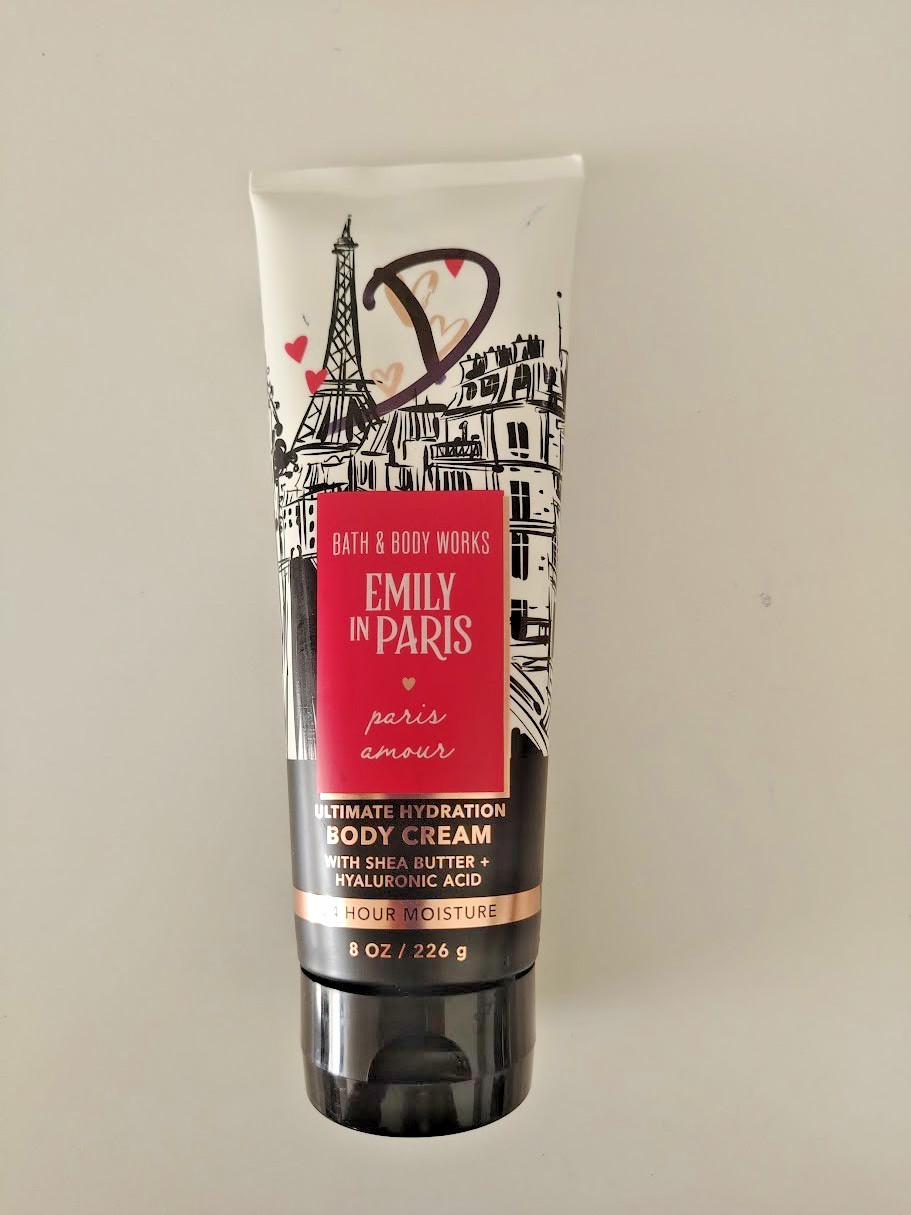 D
BATH & BODY WORKS
EMILY
IN PARIS
paris
amour
ULTIMATE HYDRATION
BODY CREAM
WITH SHEA BUTTER +
HYALURONIC ACID
24 HOUR MOISTURE
8 OZ / 226 g